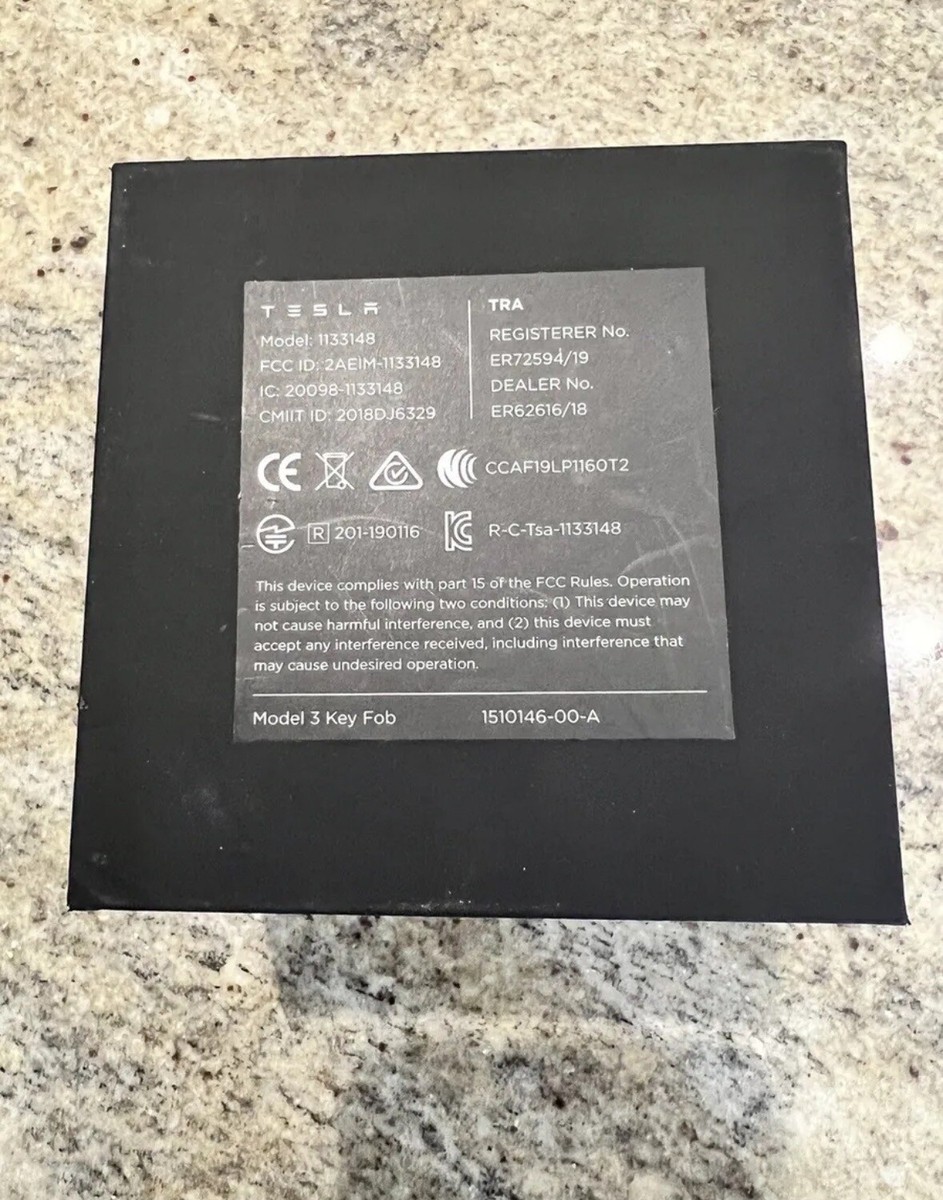 TESLA
Model: 1133148
FCC ID: 2AEIM-1133148
IC: 20098-1133148
CMIIT ID: 2018DJ6329
TRA
REGISTERER No.
ER72594/19
DEALER No.
ER62616/18
CE
CCAF19LP1160T2
R 201-190116
R-C-Tsa-1133148
This device complies with part 15 of the FCC Rules. Operation
is subject to the following two conditions: (1) This device may
not cause harmful interference, and (2) this device must
accept any interference received, including interference that
may cause undesired operation.
Model 3 Key Fob 1510146-00-A